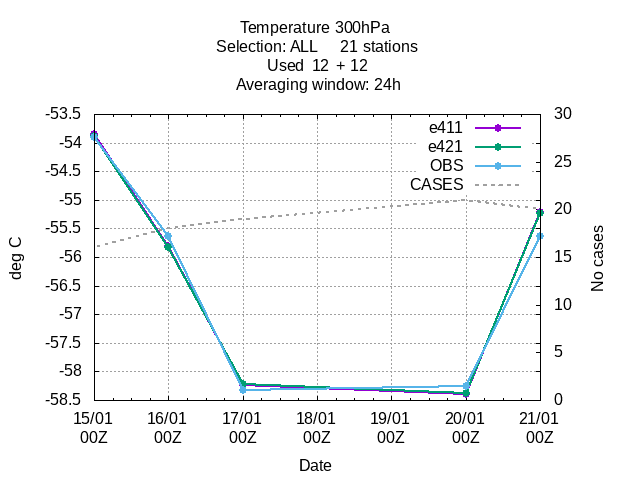 Temperature 300hPa
Selection: ALL 21 stations
Used 12 + 12
Averaging window: 24h
-53.5
-54
-54.5
-55
-55.5
-56
-56.5
-57
-57.5
-58
-58.5
deg C
30
25
20
15
10
5
0
No cases
e411
e421
OBS
CASES
15/01 16/01 17/01 18/01 19/01 20/01 21/01
00Z 00Z 00Z 00Z 00Z 00Z 00Z
Date